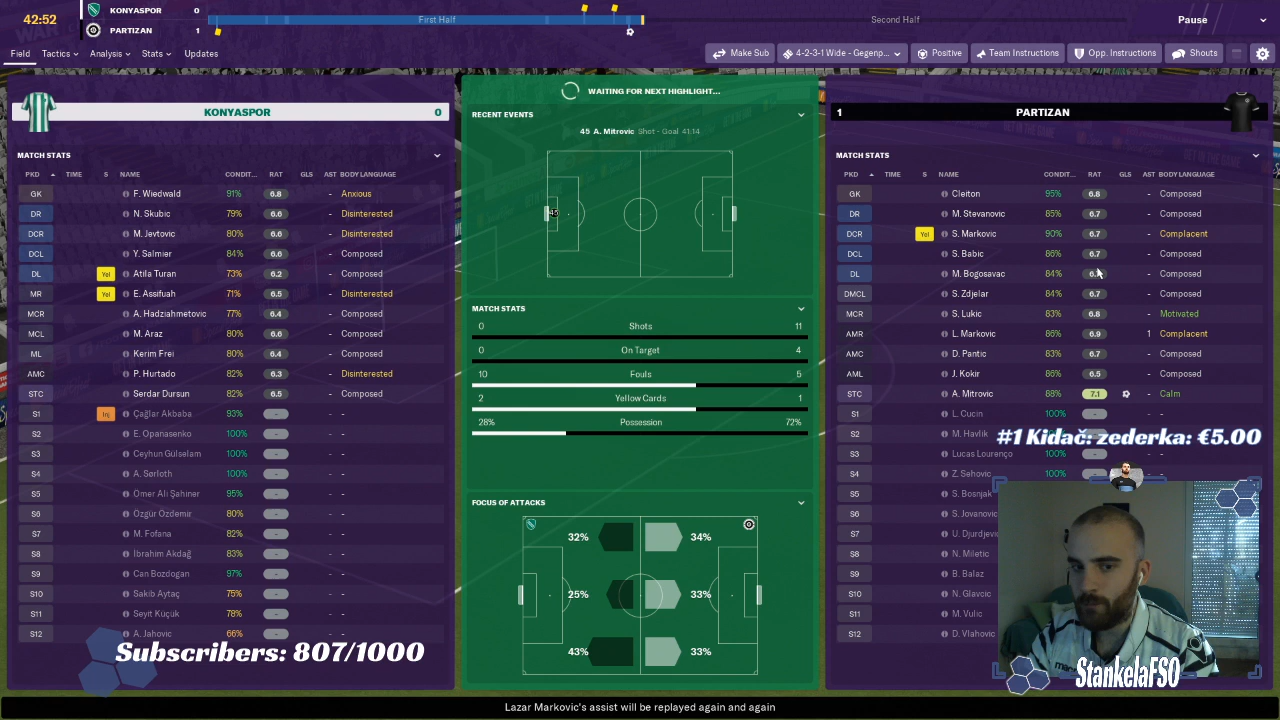 42:52 KONYASPOR 0 First Half Second Half Pause
PARTIZAN 1
Field Tactics Analysis Stats Updates Make Sub 4-2-3-1 Wide - Gegenp... Positive Team Instructions Opp. Instructions Shouts
KONYASPOR 0
MATCH STATS
PKD TIME S NAME CONDIT... RAT GLS AST BODY LANGUAGE
GK F. Wiedwald 91% 6.8 - Anxious
DR N. Skubic 79% 6.6 - Disinterested
DCR M. Jevtovic 80% 6.6 - Disinterested
DCL Y. Salmier 84% 6.6 - Composed
DL Yel Atila Turan 73% 6.2 - Composed
MR Yel E. Assifuah 71% 6.5 - Disinterested
MCR A. Hadziahmetovic 77% 6.4 - Composed
MCL M. Araz 80% 6.6 - Composed
ML Kerim Frei 80% 6.4 - Composed
AMC P. Hurtado 82% 6.3 - Disinterested
STC Serdar Dursun 82% 6.5 - Composed
S1 Inj Çağlar Akbaba 93% - - -
S2 E. Opanasenko 100% - - -
S3 Ceyhun Gülselam 100% - - -
S4 A. Sørloth 100% - - -
S5 Ömer Ali Şahiner 95% - - -
S6 Özgür Özdemir 80% - - -
S7 M. Fofana 82% - - -
S8 İbrahim Akdağ 83% - - -
S9 Can Bozdogan 97% - - -
S10 Sakıb Aytaç 75% - - -
S11 Seyit Küçük 78% - - -
S12 A. Jahovic 66% - - -
Subscribers: 807/1000
WAITING FOR NEXT HIGHLIGHT...
RECENT EVENTS
45 A. Mitrovic Shot - Goal 41:14
45
MATCH STATS
0 Shots 11
0 On Target 4
10 Fouls 5
2 Yellow Cards 1
28% Possession 72%
FOCUS OF ATTACKS
32% 34%
25% 33%
43% 33%
1 PARTIZAN
MATCH STATS
PKD TIME S NAME CONDIT... RAT GLS AST BODY LANGUAGE
GK Cleiton 95% 6.8 - Composed
DR M. Stevanovic 85% 6.7 - Composed
DCR Yel S. Markovic 90% 6.7 - Complacent
DCL S. Babic 86% 6.7 - Composed
DL M. Bogosavac 84% - Composed
DMCL S. Zdjelar 84% 6.7 - Composed
MCR S. Lukic 83% 6.8 - Motivated
AMR L. Markovic 86% 6.9 1 Complacent
AMC D. Pantic 83% 6.7 - Composed
AML J. Kokir 86% 6.5 - Composed
STC A. Mitrovic 88% 7.1 - Calm
S1 L. Cucin 100% - - -
S2 M. Havlik 100%
#1 Kidač: zederka: €5.00
S3 Lucas Lourenço 100% - - -
S4 Z. Sehovic 100% - - -
S5 S. Bosnjak
S6 S. Jovanovic
S7 U. Djurdjevic
S8 N. Miletic
S9 B. Balaz
S10 N. Glavcic
S11 M. Vulic
S12 D. Vlahovic
StankelaFSO
Lazar Markovic's assist will be replayed again and again